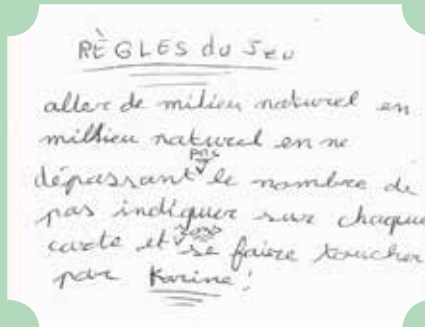 RÈGLES du Jeu
aller de milieu naturel en
millieu naturel en ne
dépassant pas le nombre de
pas indiquer sur chaque
carte et sans se faiere toucher
par Karine !